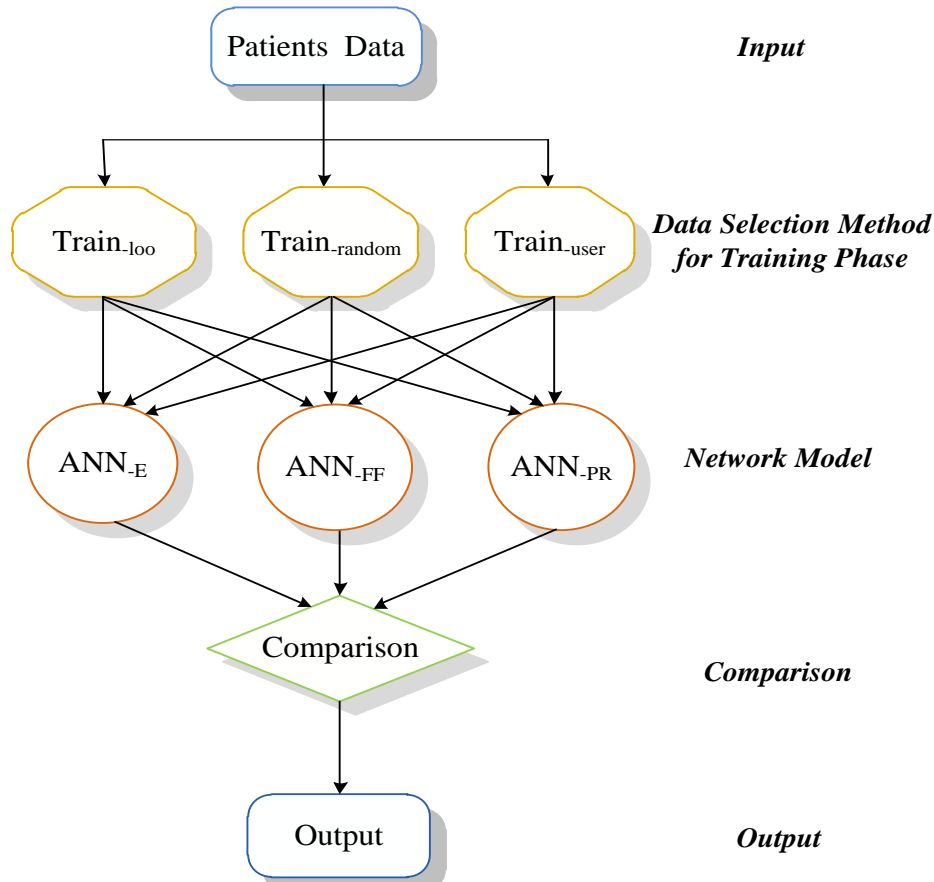 Patients Data
Input
Train-loo
Train-random
Train-user
Data Selection Method
for Training Phase
ANN-E
ANN-FF
ANN-PR
Network Model
Comparison
Comparison
Output
Output